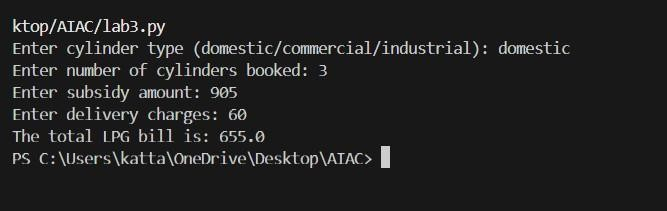 ktop/AIAC/lab3.py
Enter cylinder type (domestic/commercial/industrial): domestic
Enter number of cylinders booked: 3
Enter subsidy amount: 905
Enter delivery charges: 60
The total LPG bill is: 655.0
PS C:\Users\katta\OneDrive\Desktop\AIAC>